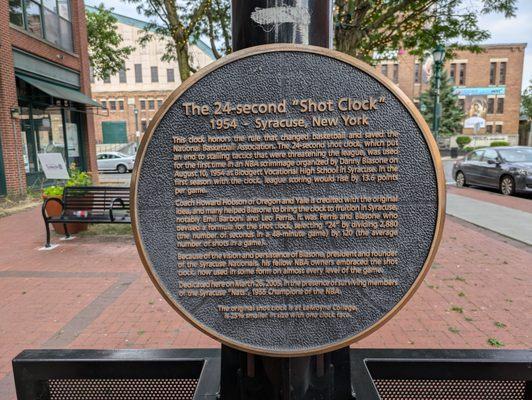 The 24-second "Shot Clock"
1954 - Syracuse, New York
This clock honors the rule that changed basketball and saved the
National Basketball Association. The 24-second clock, which put
an end to stalling tactics that were threatening the league, was used
for the first time in an NBA scrimmage organized by Danny Biasone on
August 10, 1954 at Blodgett Vocational High School in Syracuse. In the
first season with the clock, league scoring would rise by 13.6 points
per game.
Coach Howard Hobson of Oregon and Yale is credited with the original
idea, and many helped Biasone to bring the clock to fruition in Syracuse,
notably, Emil Barboni and Leo Ferris. It was Ferris and Biasone who
devised a formula for the shot clock, selecting "24" by dividing 2,880
(the number of seconds in a 48-minute game) by 120 (the average
number of shots in a game).
Because of the vision and persistence of Biasone, president and founder
of the Syracuse Nationals, his fellow NBA owners embraced the shot
clock, now used in some form on almost every level of the game.
Dedicated here on March 26, 2005, in the presence of surviving members
of the Syracuse "Nats", 1955 Champions of the NBA.
The original shot clock is at LeMoyne College,
is 25% smaller in size with one clock face.